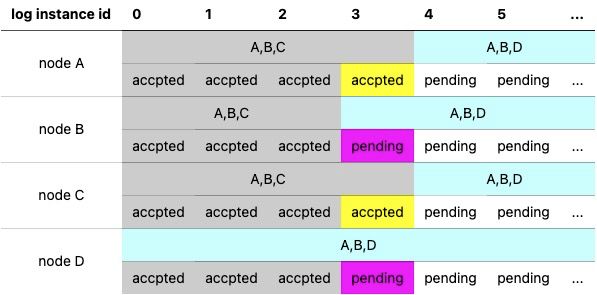 log instance id 0 1 2 3 4 5 ...
A,B,C A,B,D
node A
accpted accpted accpted accpted pending pending ...
A,B,C A,B,D
node B
accpted accpted accpted pending pending pending ...
A,B,C A,B,D
node C
accpted accpted accpted accpted pending pending ...
A,B,D
node D
accpted accpted accpted pending pending pending ...